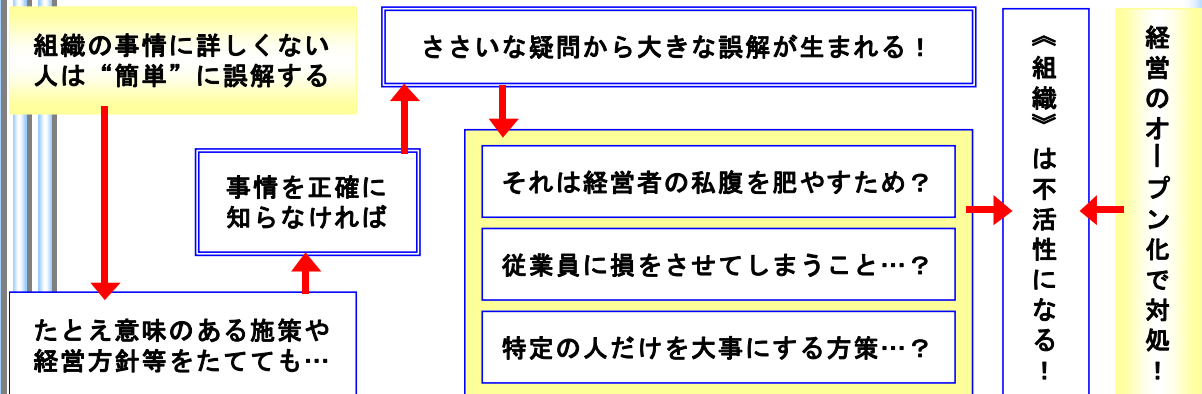 組織の事情に詳しくない
人は“簡単”に誤解する
たとえ意味のある施策や
経営方針等をたてても…
事情を正確に
知らなければ
ささいな疑問から大きな誤解が生まれる！
それは経営者の私腹を肥やすため？
従業員に損をさせてしまうこと…？
特定の人だけを大事にする方策…？
《組織》は不活性になる！
経営のオープン化で対処！